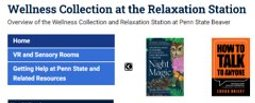 Wellness Collection at the Relaxation Station
Overview of the Wellness Collection and Relaxation Station at Penn State Beaver
Home
VR and Sensory Rooms
Getting Help at Penn State and
Related Resources
Night
Magic
HOW TO
TALK
TO ANYONE